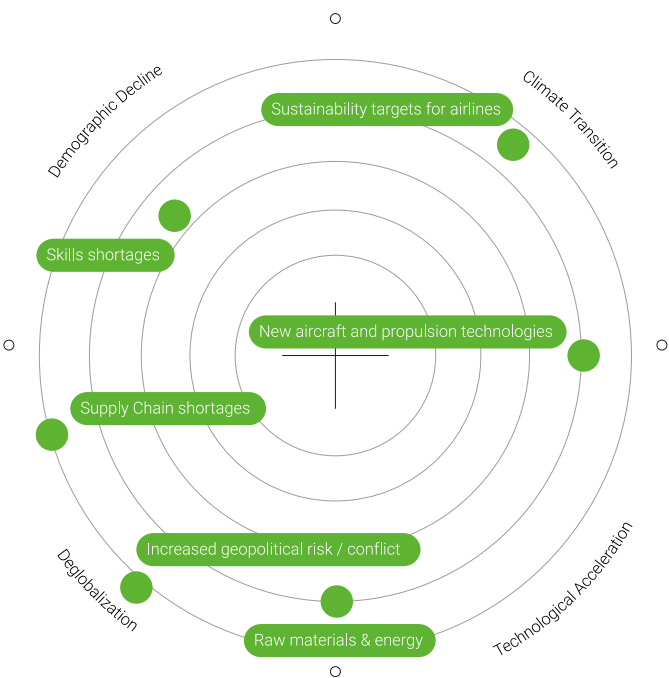 Demographic Decline
Climate Transition
Sustainability targets for airlines
Skills shortages
New aircraft and propulsion technologies
Supply Chain shortages
Increased geopolitical risk / conflict
Deglobalization
Technological Acceleration
Raw materials & energy